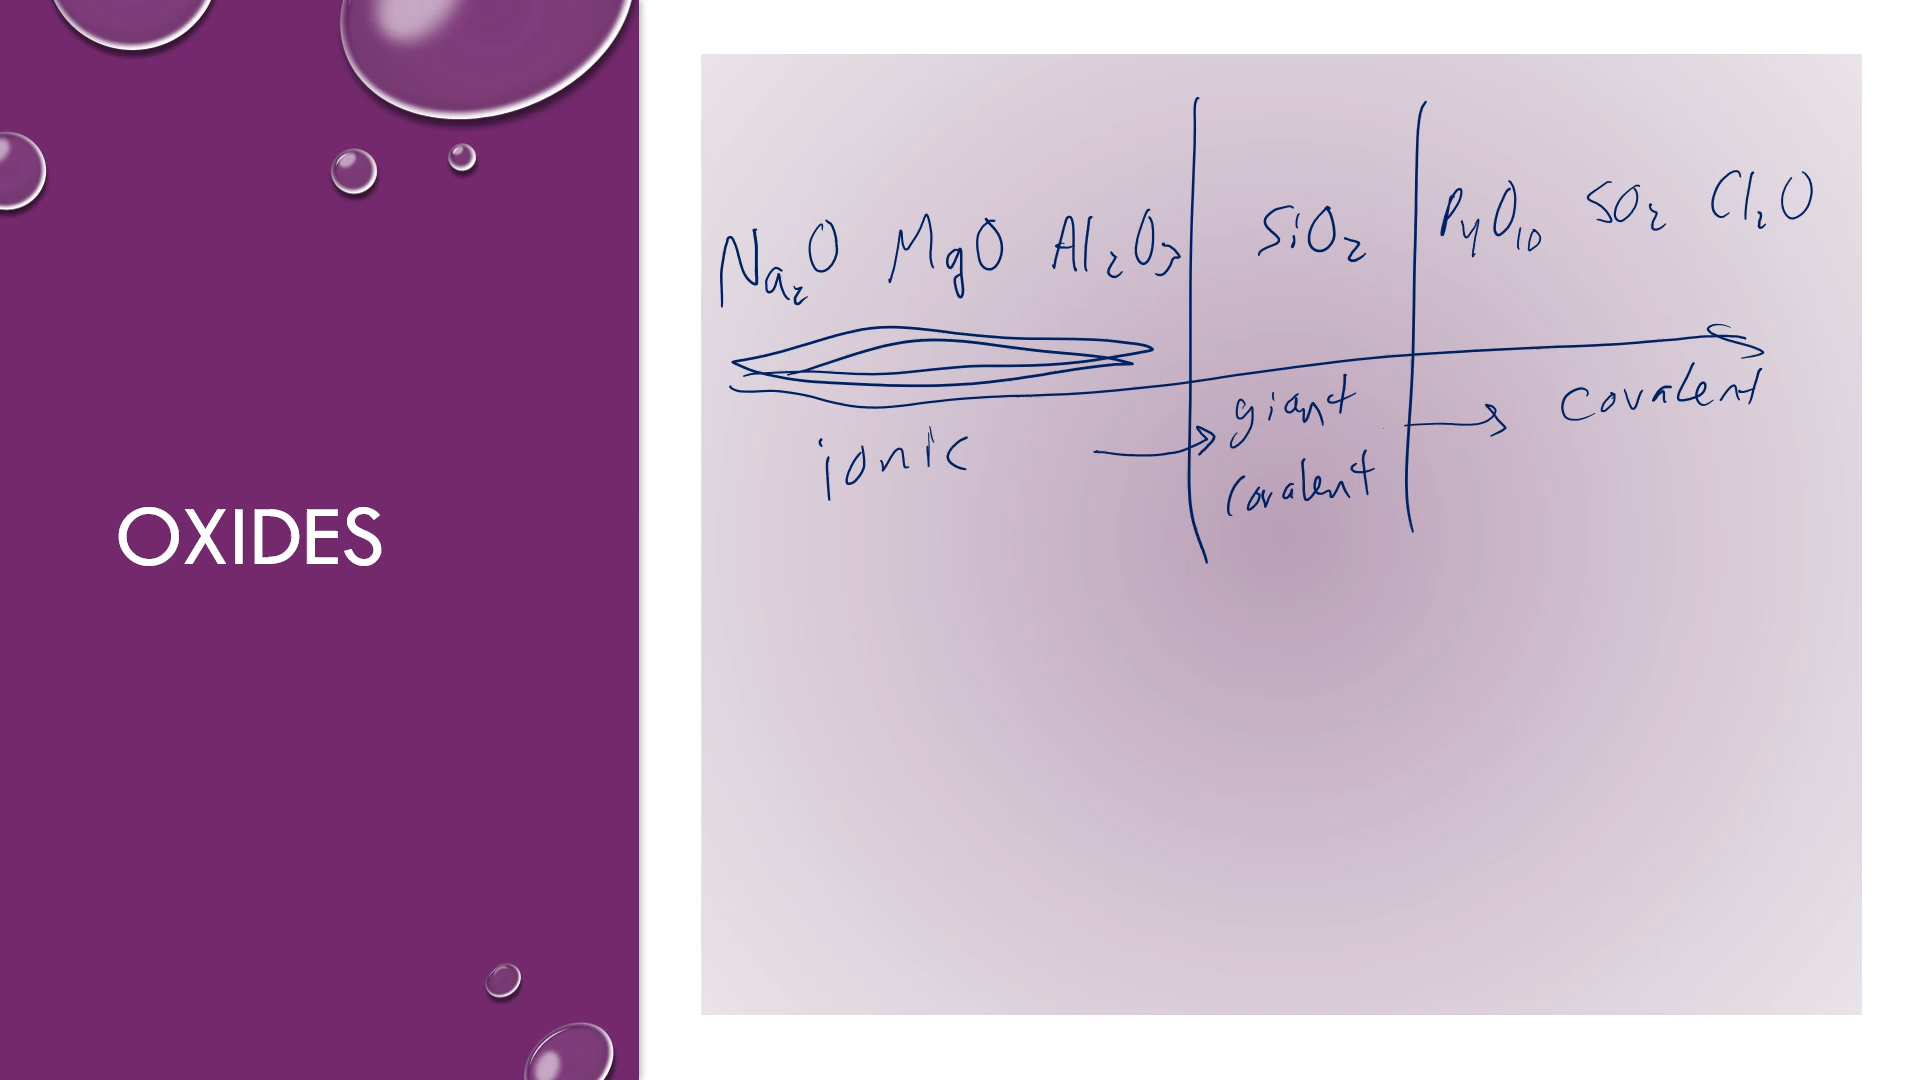 OXIDES
Na₂O MgO Al₂O₃ SiO₂ P₄O₁₀ SO₂ Cl₂O
ionic → giant covalent → covalent